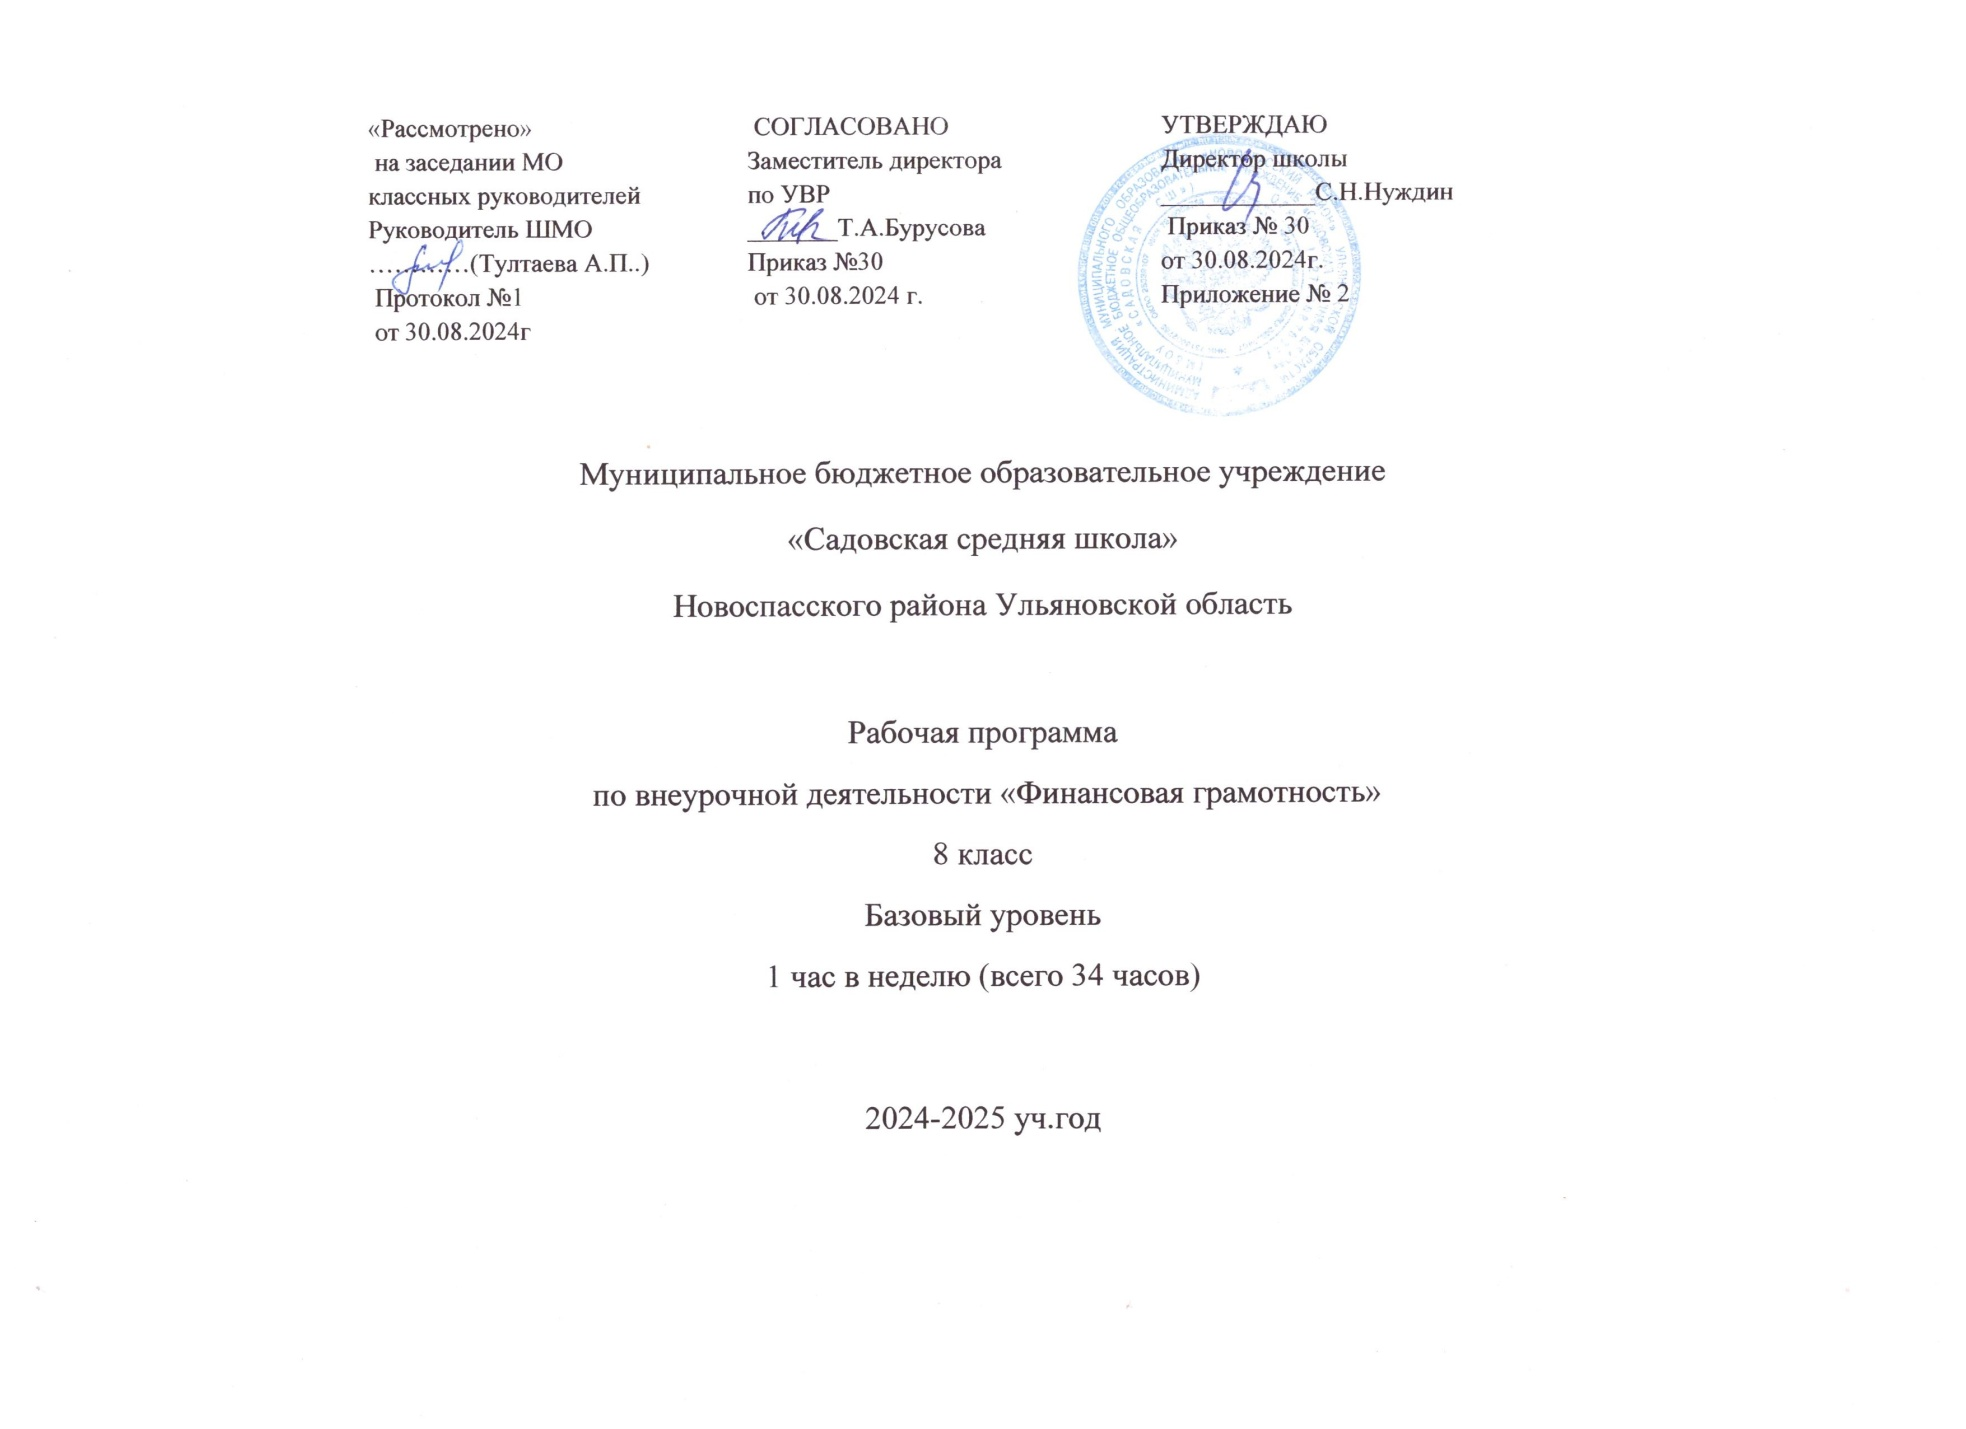 «Рассмотрено»
на заседании МО
классных руководителей
Руководитель ШМО
………….(Тултаева А.П..)
Протокол №1
от 30.08.2024г
СОГЛАСОВАНО
Заместитель директора
по УВР
_______Т.А.Бурусова
Приказ №30
от 30.08.2024 г.
УТВЕРЖДАЮ
Директор школы
____________С.Н.Нуждин
Приказ № 30
от 30.08.2024г.
Приложение № 2
Муниципальное бюджетное образовательное учреждение
«Садовская средняя школа»
Новоспасского района Ульяновской область
Рабочая программа
по внеурочной деятельности «Финансовая грамотность»
8 класс
Базовый уровень
1 час в неделю (всего 34 часов)
2024-2025 уч.год